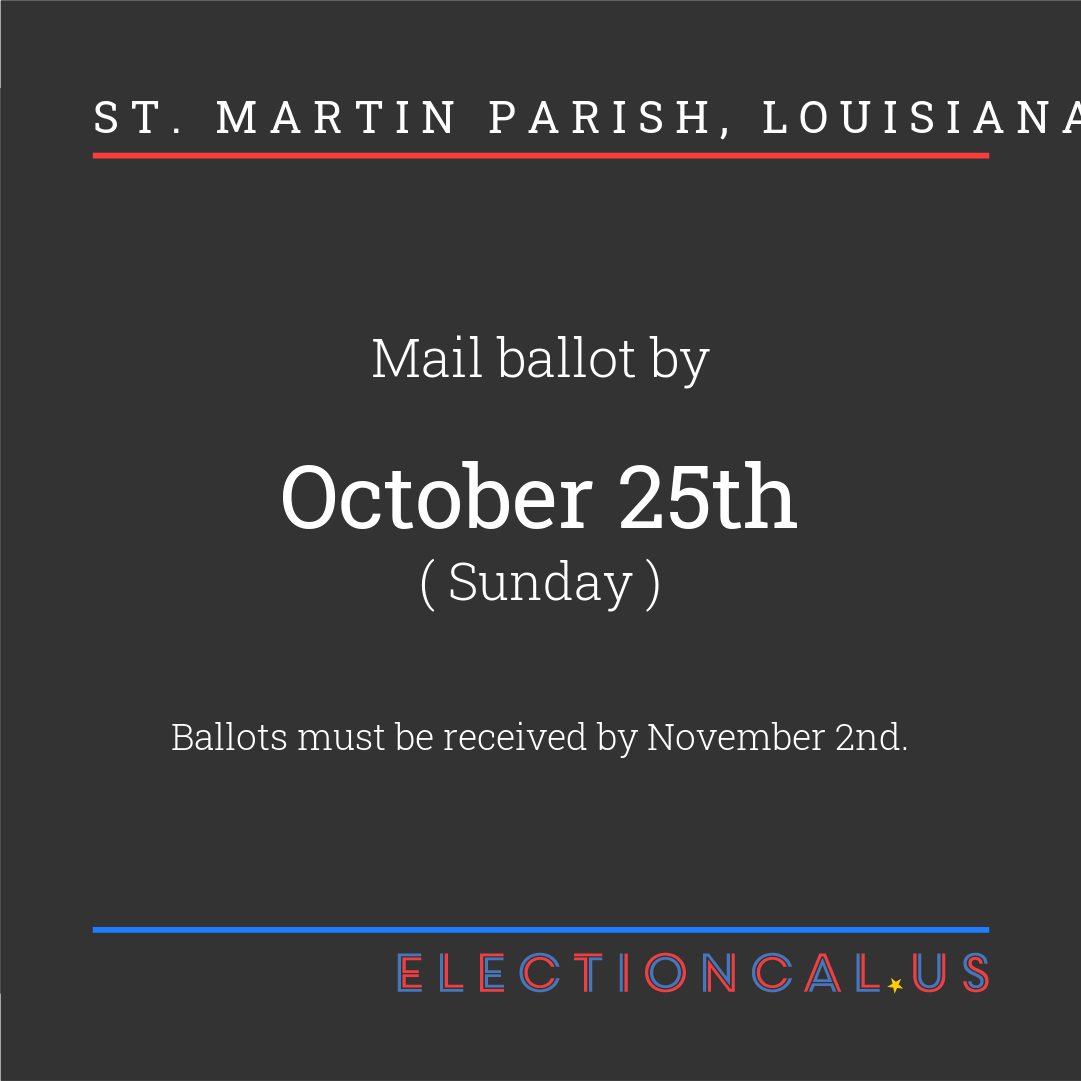 ST. MARTIN PARISH, LOUISIANA
Mail ballot by
October 25th
( Sunday )
Ballots must be received by November 2nd.
ELECTIONCAL.US